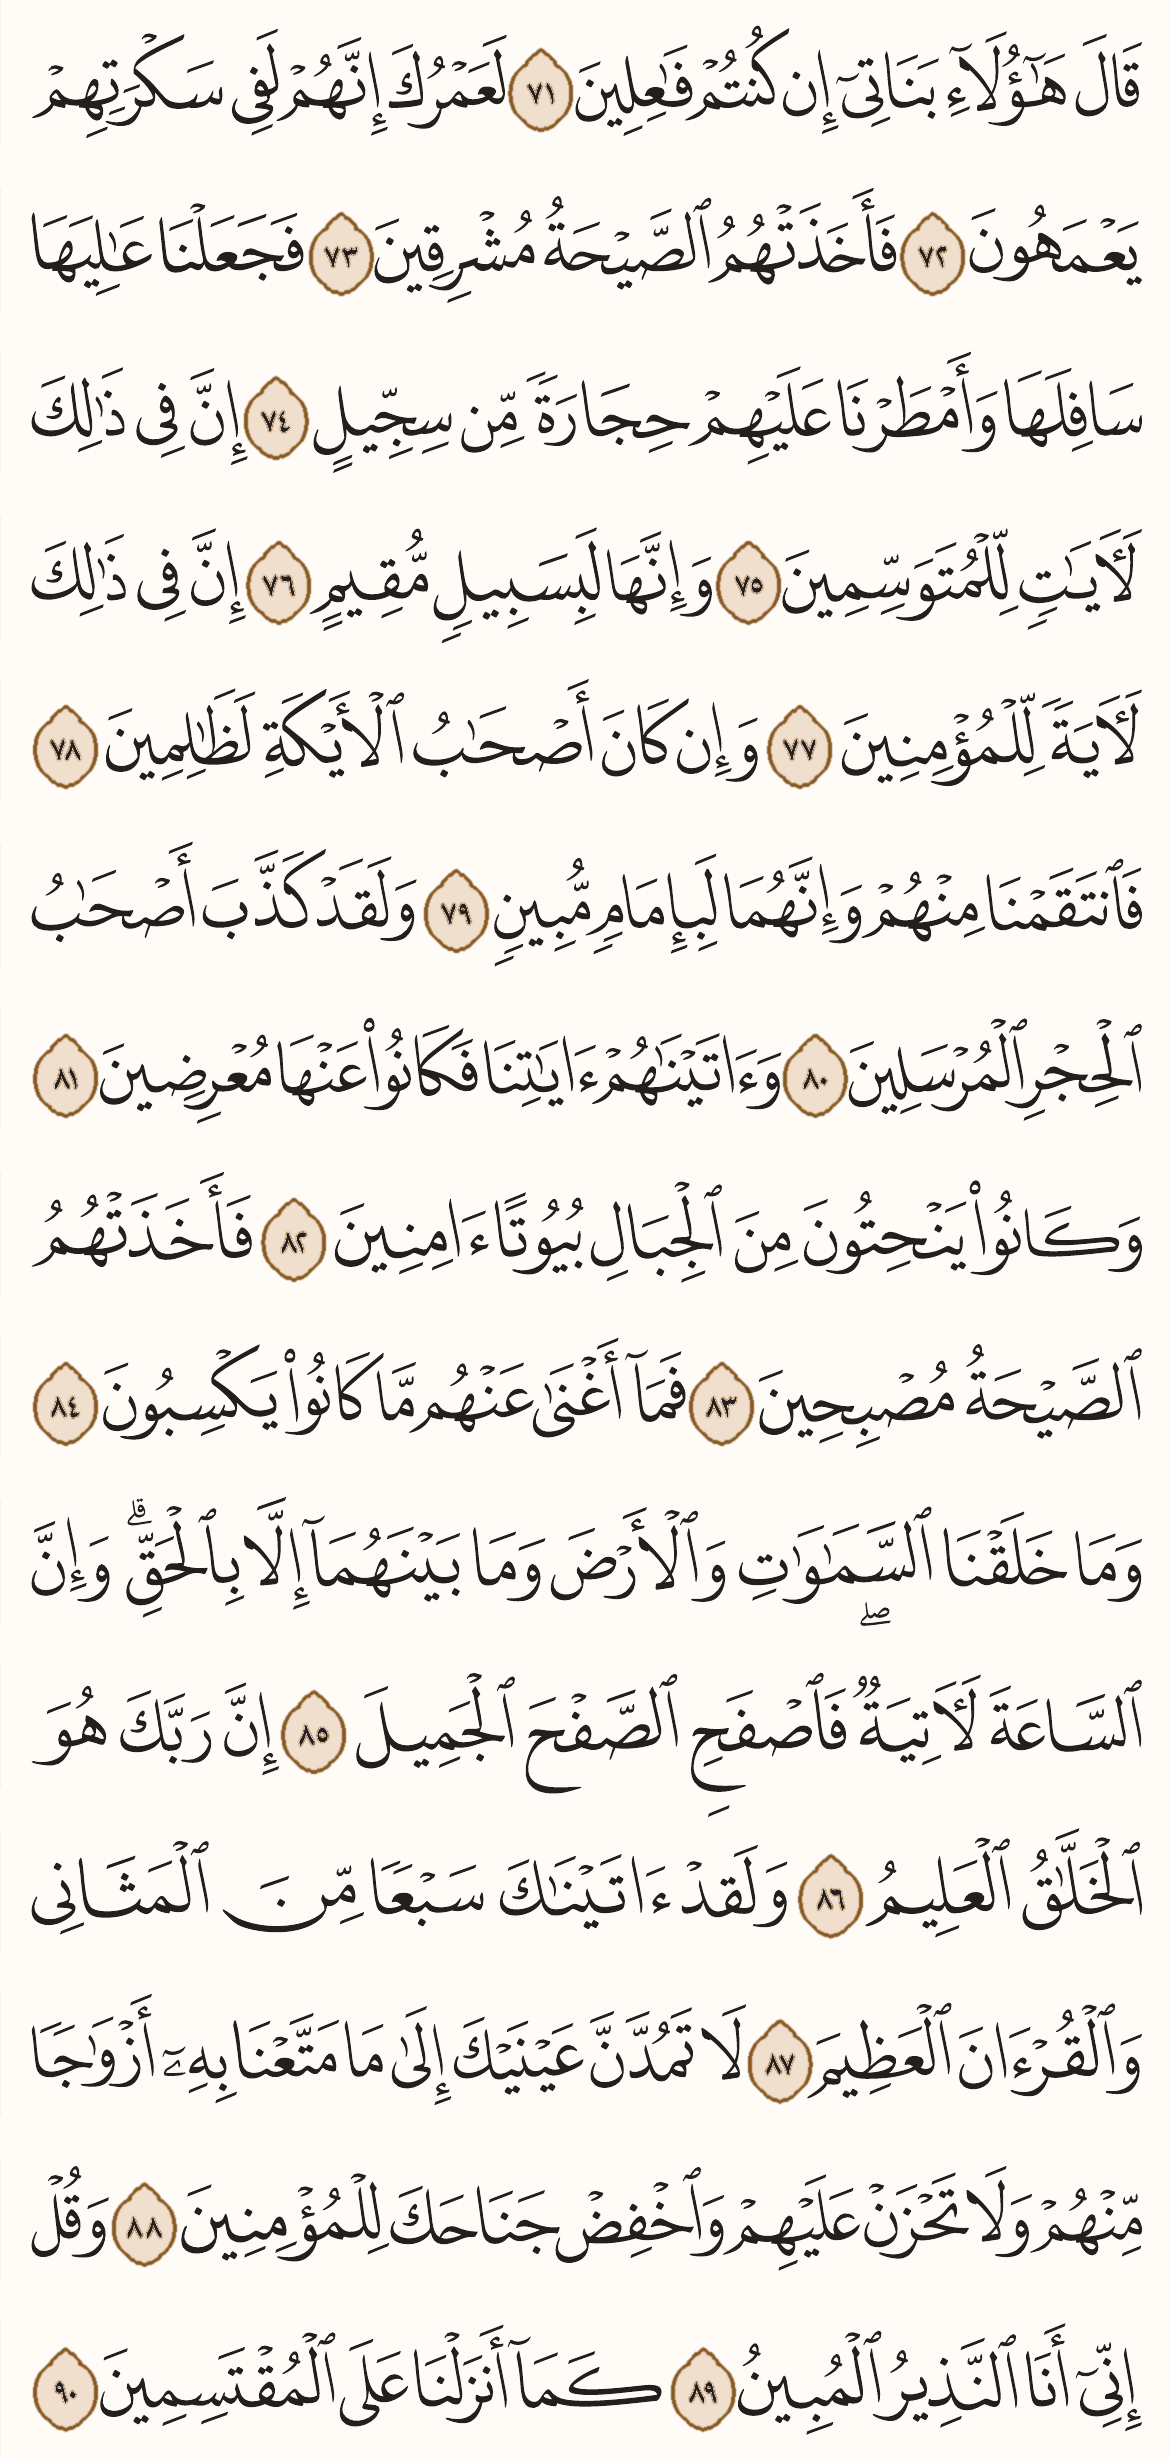 قَالَ هَـٰٓؤُلَآءِ بَنَاتِىٓ إِن كُنتُمْ فَـٰعِلِينَ ٧١ لَعَمْرُكَ إِنَّهُمْ لَفِى سَكْرَتِهِمْ
يَعْمَهُونَ ٧٢ فَأَخَذَتْهُمُ ٱلصَّيْحَةُ مُشْرِقِينَ ٧٣ فَجَعَلْنَا عَـٰلِيَهَا
سَافِلَهَا وَأَمْطَرْنَا عَلَيْهِمْ حِجَارَةً مِّن سِجِّيلٍ ٧٤ إِنَّ فِى ذَٰلِكَ
لَـَٔايَـٰتٍ لِّلْمُتَوَسِّمِينَ ٧٥ وَإِنَّهَا لَبِسَبِيلٍ مُّقِيمٍ ٧٦ إِنَّ فِى ذَٰلِكَ
لَـَٔايَةً لِّلْمُؤْمِنِينَ ٧٧ وَإِن كَانَ أَصْحَـٰبُ ٱلْأَيْكَةِ لَظَـٰلِمِينَ ٧٨
فَٱنتَقَمْنَا مِنْهُمْ وَإِنَّهُمَا لَبِإِمَامٍ مُّبِينٍ ٧٩ وَلَقَدْ كَذَّبَ أَصْحَـٰبُ
ٱلْحِجْرِ ٱلْمُرْسَلِينَ ٨٠ وَءَاتَيْنَـٰهُمْ ءَايَـٰتِنَا فَكَانُوا۟ عَنْهَا مُعْرِضِينَ ٨١
وَكَانُوا۟ يَنْحِتُونَ مِنَ ٱلْجِبَالِ بُيُوتًا ءَامِنِينَ ٨٢ فَأَخَذَتْهُمُ
ٱلصَّيْحَةُ مُصْبِحِينَ ٨٣ فَمَآ أَغْنَىٰ عَنْهُم مَّا كَانُوا۟ يَكْسِبُونَ ٨٤
وَمَا خَلَقْنَا ٱلسَّمَـٰوَٰتِ وَٱلْأَرْضَ وَمَا بَيْنَهُمَآ إِلَّا بِٱلْحَقِّ ۗ وَإِنَّ
ٱلسَّاعَةَ لَـَٔاتِيَةٌ ۖ فَٱصْفَحِ ٱلصَّفْحَ ٱلْجَمِيلَ ٨٥ إِنَّ رَبَّكَ هُوَ
ٱلْخَلَّـٰقُ ٱلْعَلِيمُ ٨٦ وَلَقَدْ ءَاتَيْنَـٰكَ سَبْعًا مِّنَ ٱلْمَثَانِى
وَٱلْقُرْءَانَ ٱلْعَظِيمَ ٨٧ لَا تَمُدَّنَّ عَيْنَيْكَ إِلَىٰ مَا مَتَّعْنَا بِهِۦٓ أَزْوَٰجًا
مِّنْهُمْ وَلَا تَحْزَنْ عَلَيْهِمْ وَٱخْفِضْ جَنَاحَكَ لِلْمُؤْمِنِينَ ٨٨ وَقُلْ
إِنِّىٓ أَنَا ٱلنَّذِيرُ ٱلْمُبِينُ ٨٩ كَمَآ أَنزَلْنَا عَلَى ٱلْمُقْتَسِمِينَ ٩٠